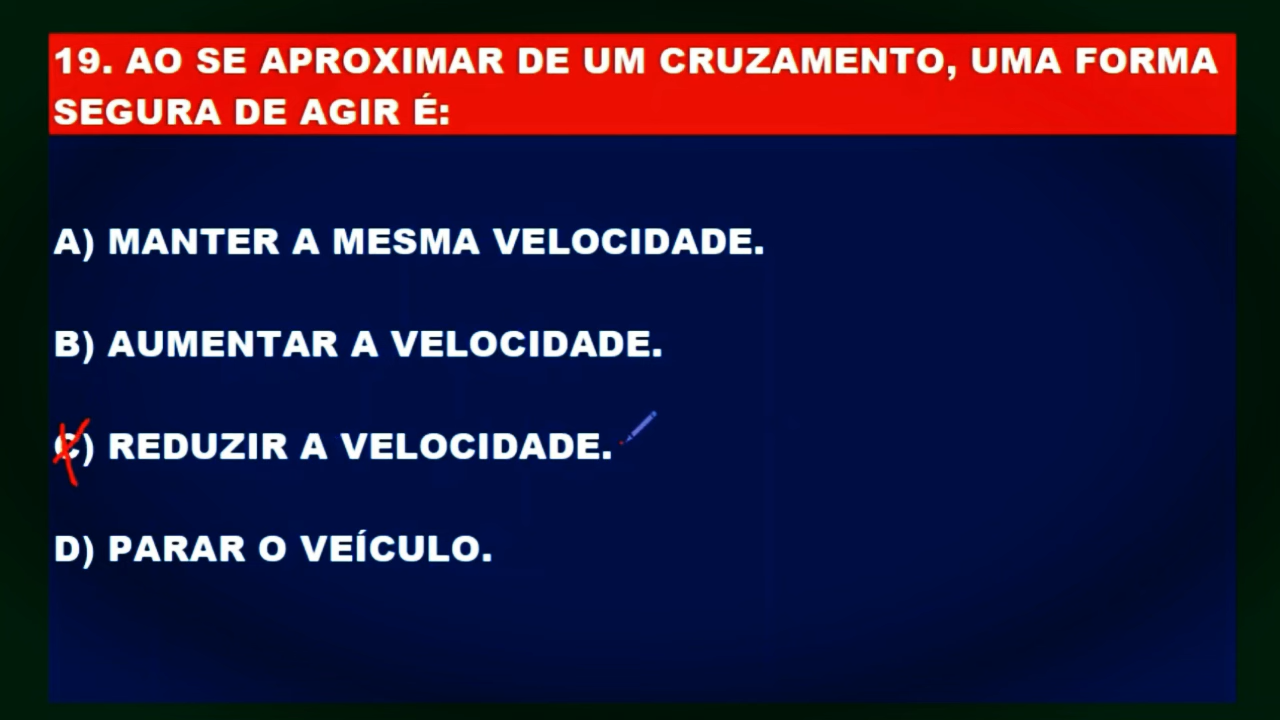 19. AO SE APROXIMAR DE UM CRUZAMENTO, UMA FORMA
SEGURA DE AGIR É:
A) MANTER A MESMA VELOCIDADE.
B) AUMENTAR A VELOCIDADE.
C) REDUZIR A VELOCIDADE.
D) PARAR O VEÍCULO.